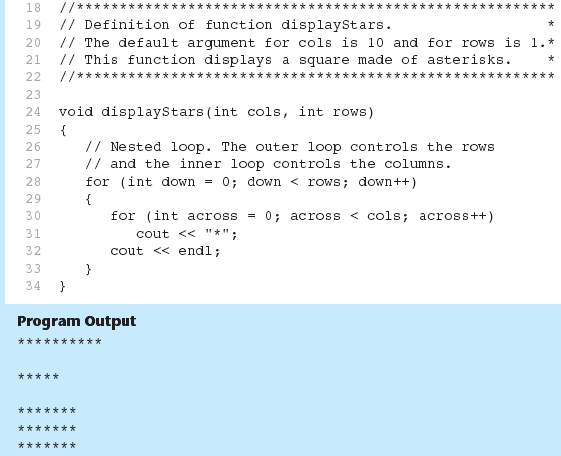 18 //********************************************************
19 // Definition of function displayStars. *
20 // The default argument for cols is 10 and for rows is 1.*
21 // This function displays a square made of asterisks. *
22 //********************************************************
23
24 void displayStars(int cols, int rows)
25 {
26 // Nested loop. The outer loop controls the rows
27 // and the inner loop controls the columns.
28 for (int down = 0; down < rows; down++)
29 {
30 for (int across = 0; across < cols; across++)
31 cout << "*";
32 cout << endl;
33 }
34 }
Program Output
**********
*****
*******
*******
*******